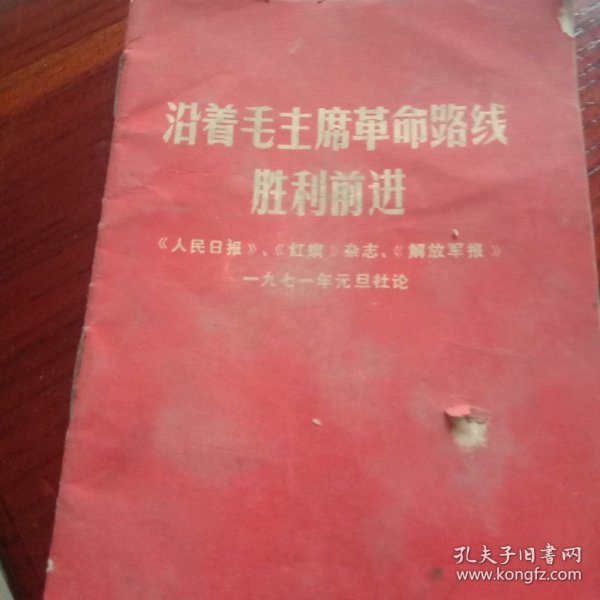 沿着毛主席革命路线
胜利前进
《人民日报》、《红旗》杂志、《解放军报》
一九七一年元旦社论
孔夫子旧书网
www.kongfz.com